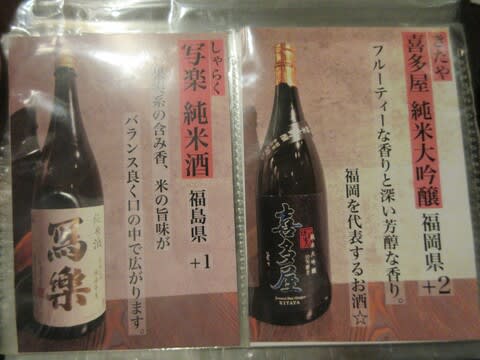 きたや
喜多屋 純米大吟醸 福岡県 +2
フルーティーな香りと深い芳醇な香り。
福岡を代表するお酒☆
喜多屋
KITAYA
しゃらく
写楽 純米酒 福島県 +1
系の含み香、米の旨味が
バランス良く口の中で広がります。
純米酒
寫樂